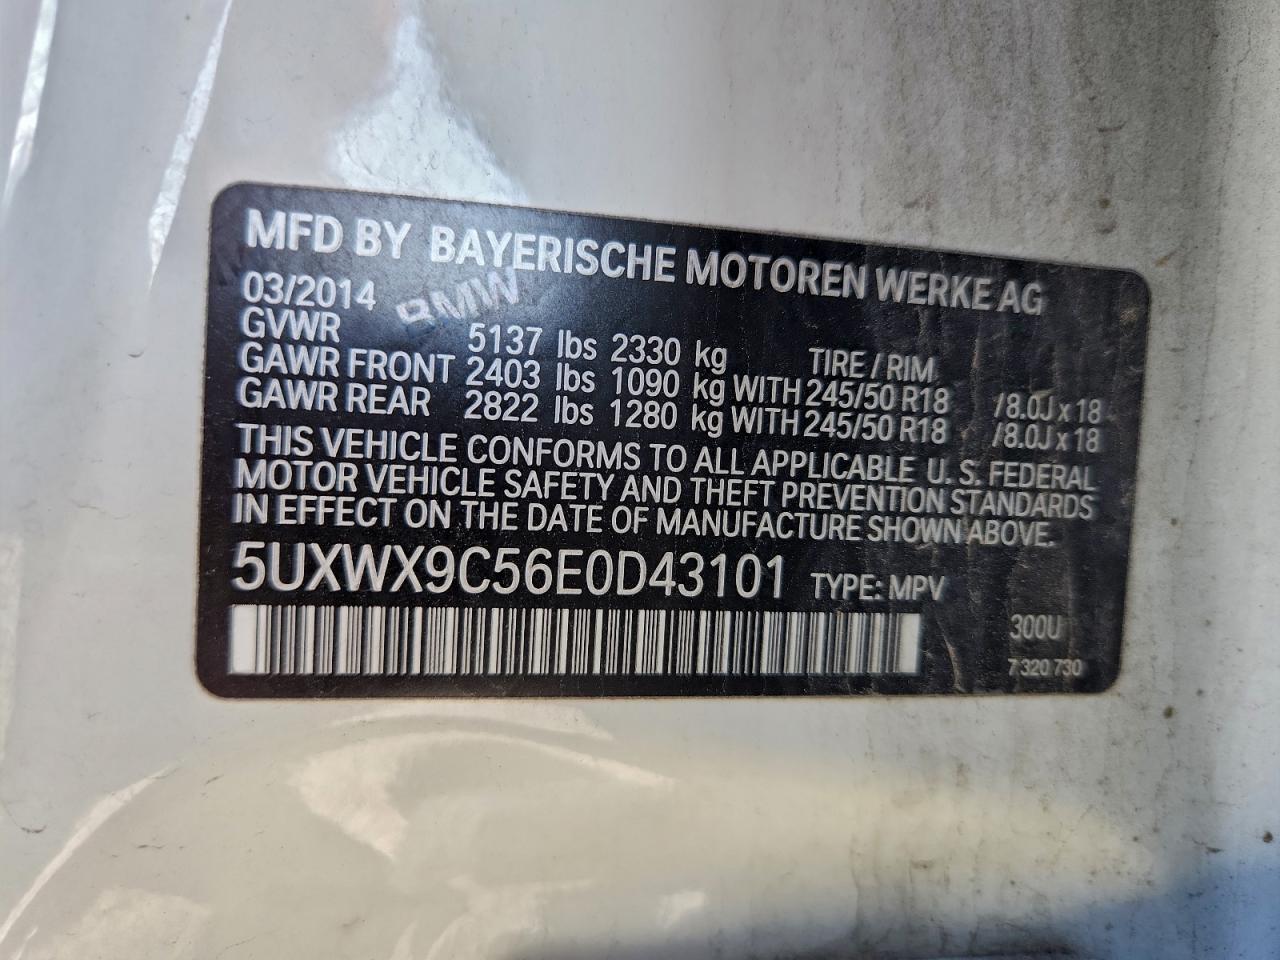 MFD BY BAYERISCHE MOTOREN WERKE AG
03/2014 BMW
GVWR 5137 lbs 2330 kg TIRE / RIM
GAWR FRONT 2403 lbs 1090 kg WITH 245/50 R18 /8.0J x 18
GAWR REAR 2822 lbs 1280 kg WITH 245/50 R18 /8.0J x 18
THIS VEHICLE CONFORMS TO ALL APPLICABLE U. S. FEDERAL
MOTOR VEHICLE SAFETY AND THEFT PREVENTION STANDARDS
IN EFFECT ON THE DATE OF MANUFACTURE SHOWN ABOVE.
5UXWX9C56E0D43101 TYPE: MPV
300U
7 320 730